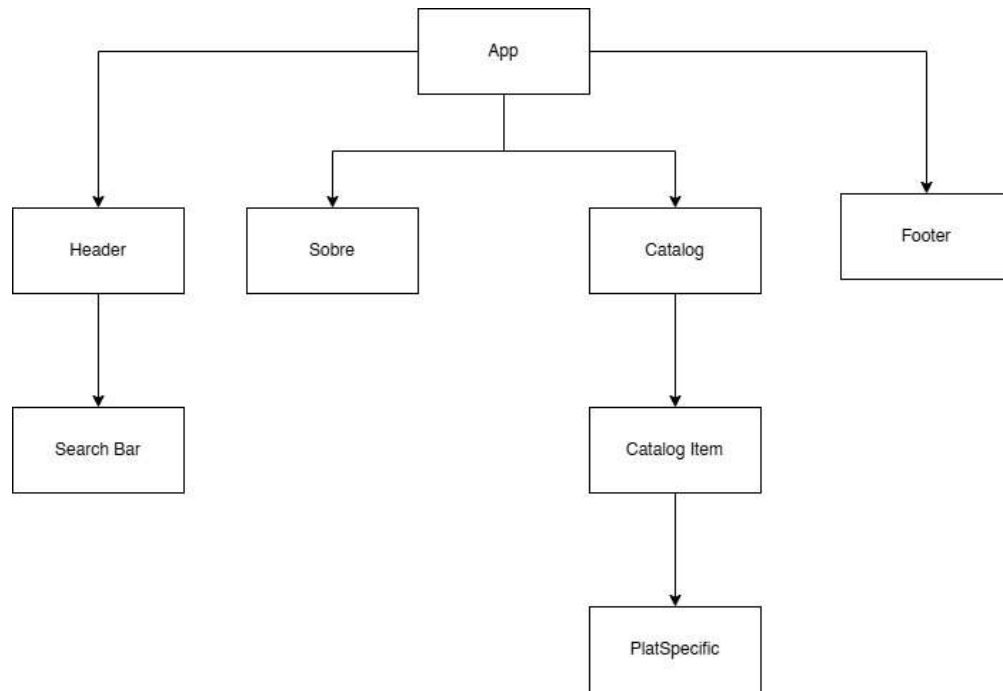 App
Header
Sobre
Catalog
Footer
Search Bar
Catalog Item
PlatSpecific